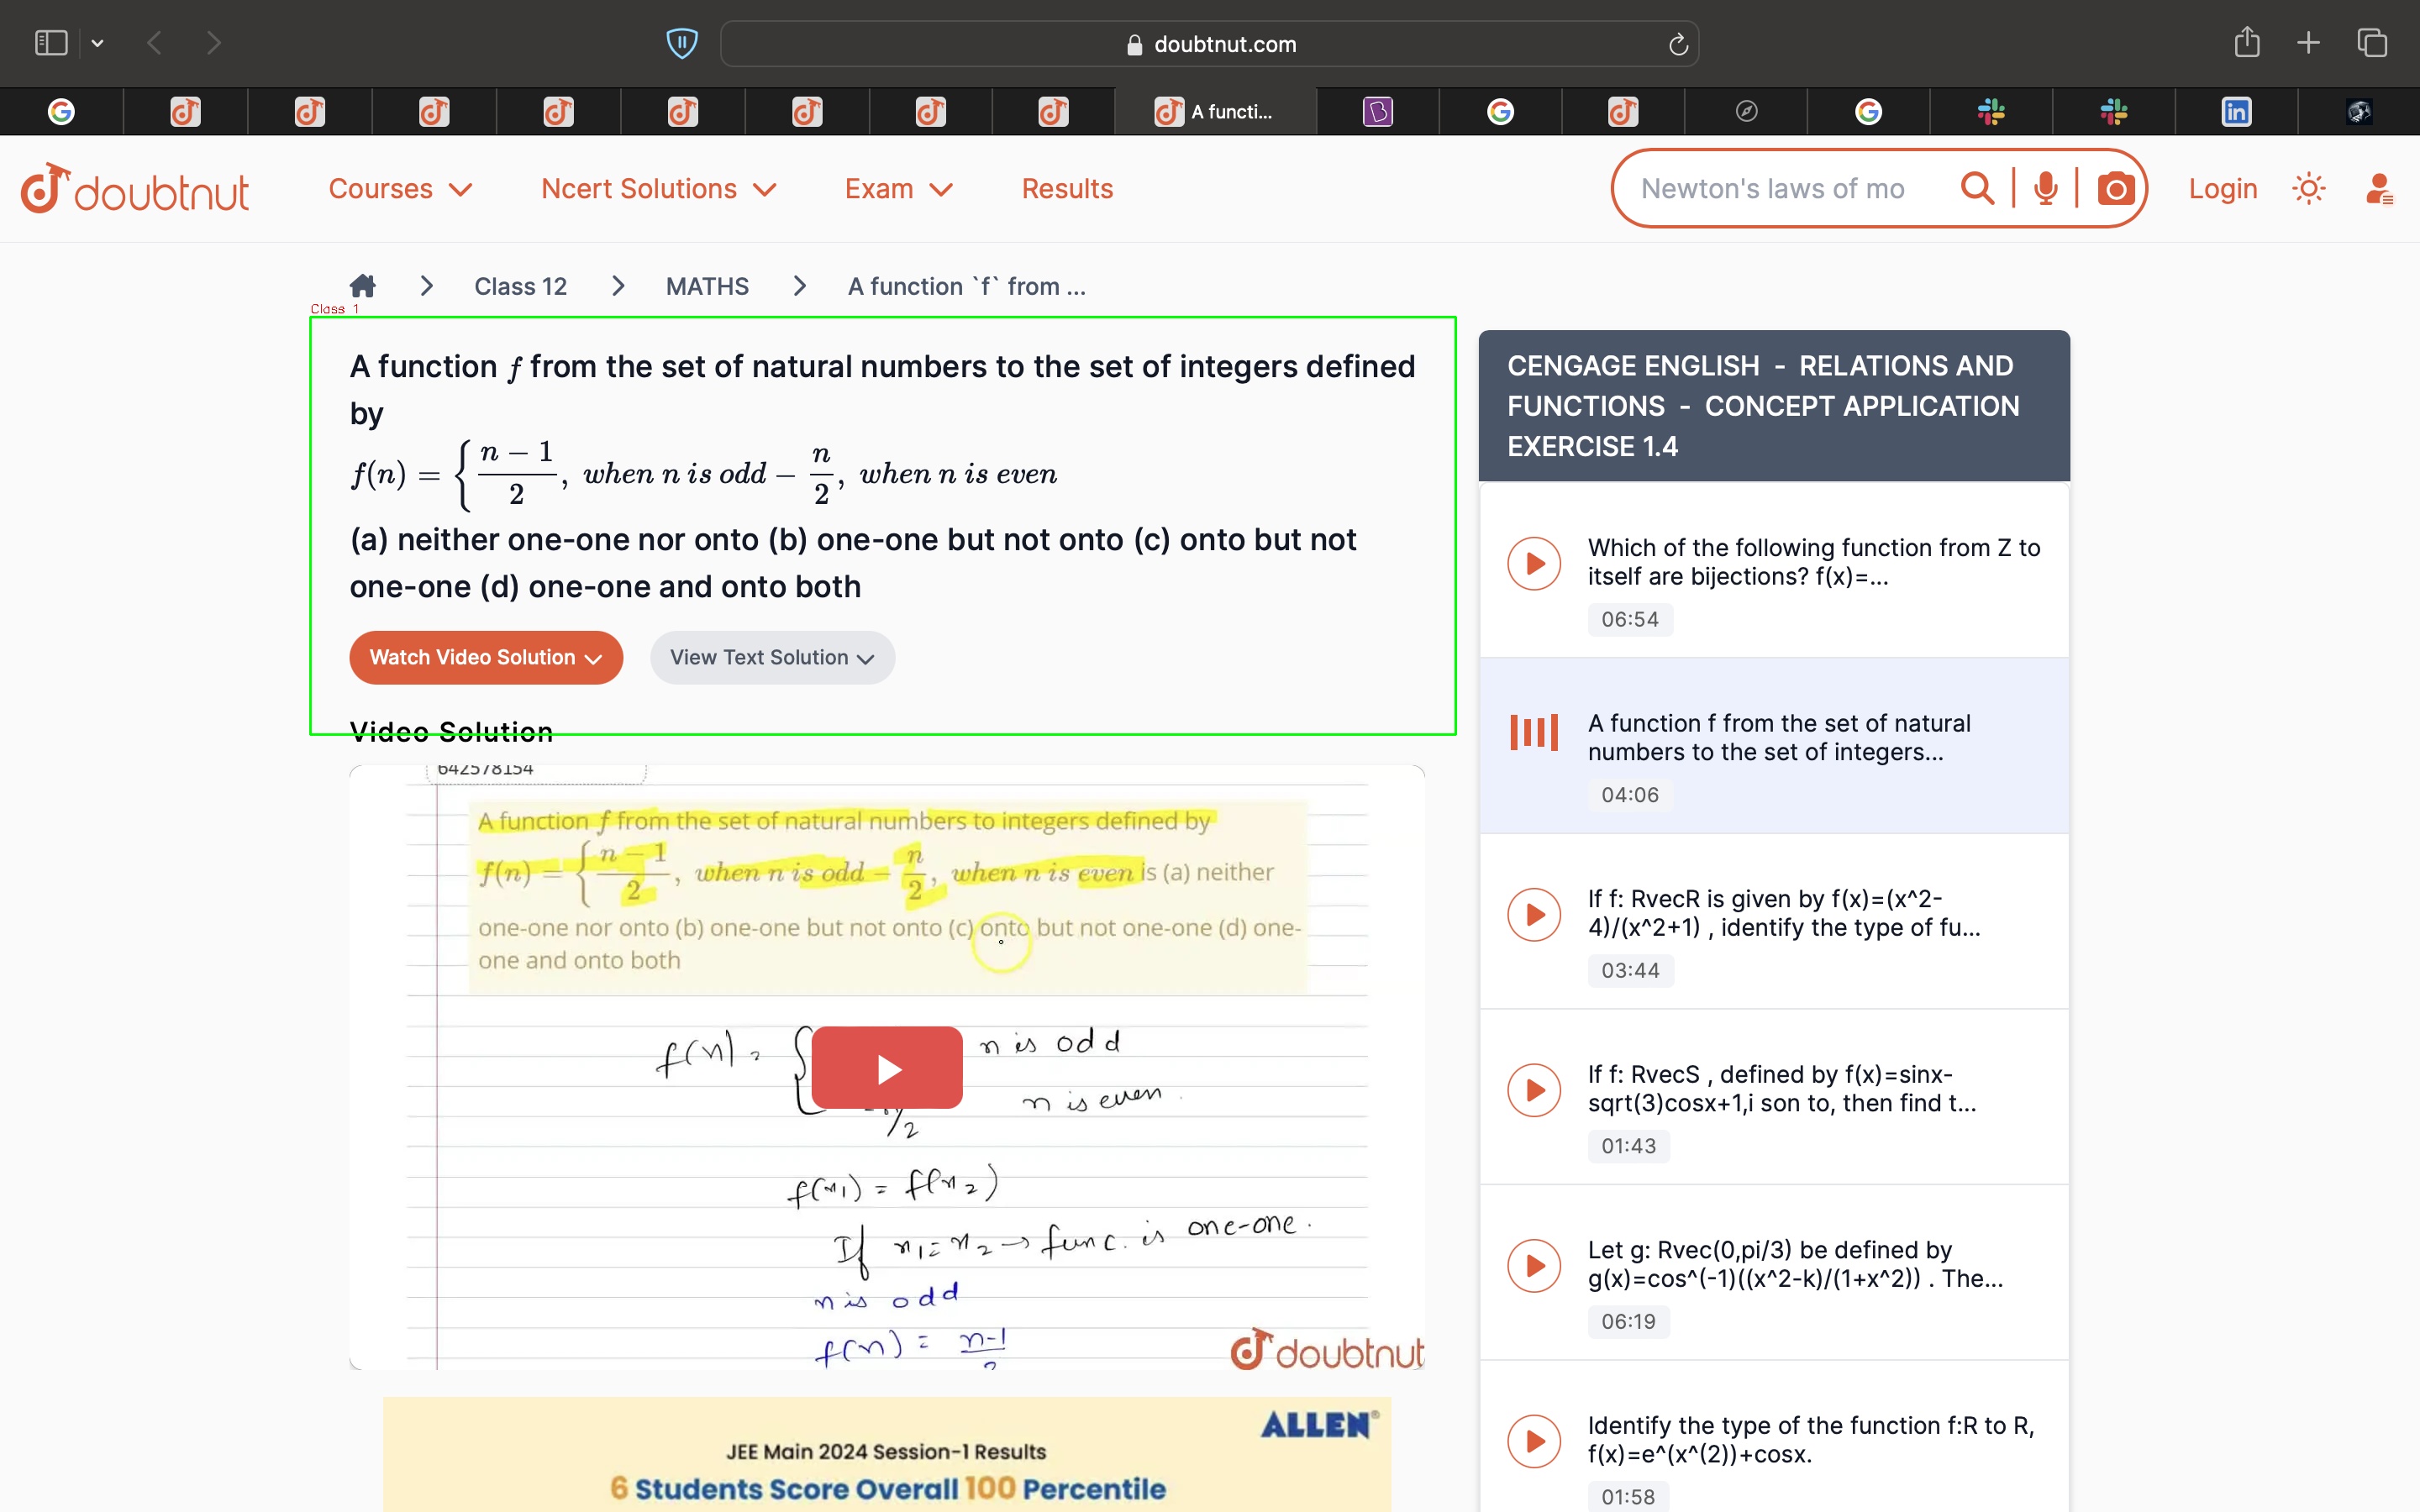 doubtnut.com
A functi...
doubtnut
Courses
Ncert Solutions
Exam
Results
Newton's laws of mo
Login
Class 12
MATHS
A function `f` from ...
Class 1
A function f from the set of natural numbers to the set of integers defined
by
f(n) = { n − 1 / 2 , when n is odd − n / 2 , when n is even
(a) neither one-one nor onto (b) one-one but not onto (c) onto but not
one-one (d) one-one and onto both
Watch Video Solution
View Text Solution
Video Solution
642578154
A function f from the set of natural numbers to integers defined by
f(n) = { n − 1 / 2 , when n is odd − n / 2 , when n is even is (a) neither
one-one nor onto (b) one-one but not onto (c) onto but not one-one (d) one-
one and onto both
f(n) = { n is odd
n is even .
/2
f(n1) = f(n2)
If n1 = n2 → func. is one-one .
n is odd
f(n) = n-1 / 2
doubtnut
ALLEN®
JEE Main 2024 Session-1 Results
6 Students Score Overall 100 Percentile
CENGAGE ENGLISH - RELATIONS AND
FUNCTIONS - CONCEPT APPLICATION
EXERCISE 1.4
Which of the following function from Z to
itself are bijections? f(x)=...
06:54
A function f from the set of natural
numbers to the set of integers...
04:06
If f: RvecR is given by f(x)=(x^2-
4)/(x^2+1) , identify the type of fu...
03:44
If f: RvecS , defined by f(x)=sinx-
sqrt(3)cosx+1,i son to, then find t...
01:43
Let g: Rvec(0,pi/3) be defined by
g(x)=cos^(-1)((x^2-k)/(1+x^2)) . The...
06:19
Identify the type of the function f:R to R,
f(x)=e^(x^(2))+cosx.
01:58